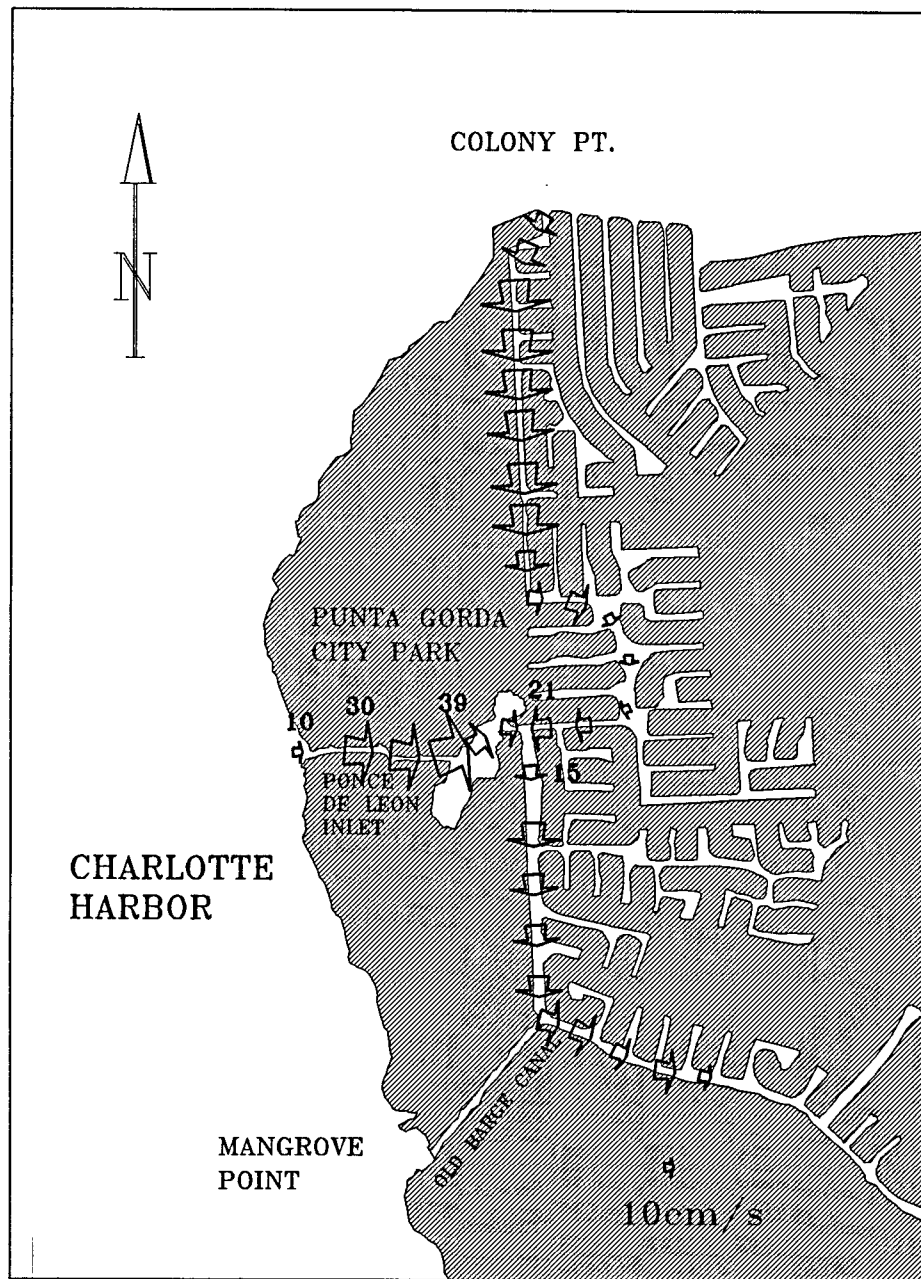 COLONY PT.
N
PUNTA GORDA
CITY PARK
21
39
30
10
15
PONCE
DE LEON
INLET
CHARLOTTE
HARBOR
OLD BARGE CANAL
MANGROVE
POINT
10cm/s